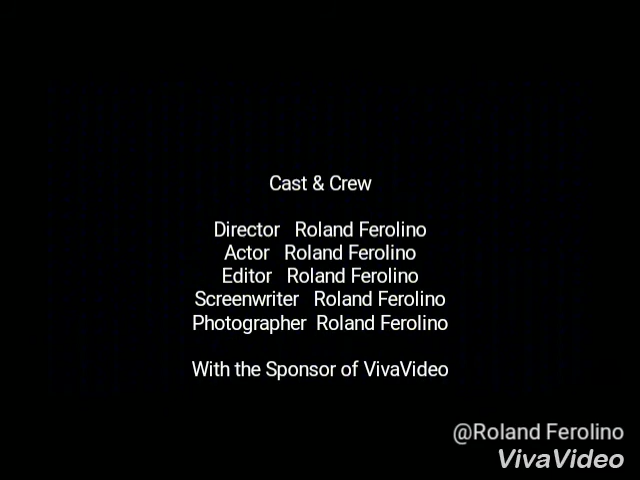 Cast & Crew
Director Roland Ferolino
Actor Roland Ferolino
Editor Roland Ferolino
Screenwriter Roland Ferolino
Photographer Roland Ferolino
With the Sponsor of VivaVideo
@Roland Ferolino
VivaVideo